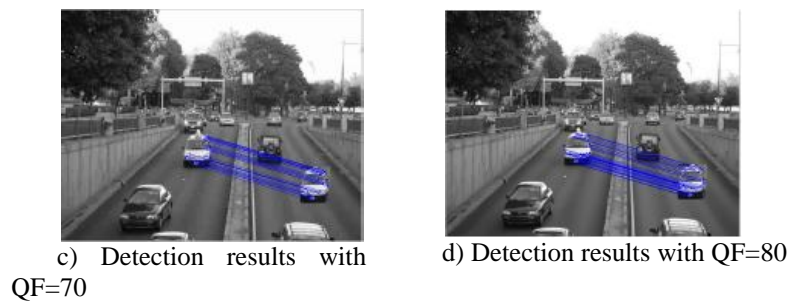 c) Detection results with
QF=70
d) Detection results with QF=80